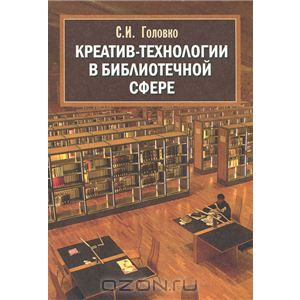 С.И. Головко
КРЕАТИВ-ТЕХНОЛОГИИ
В БИБЛИОТЕЧНОЙ
СФЕРЕ
OZON.RU